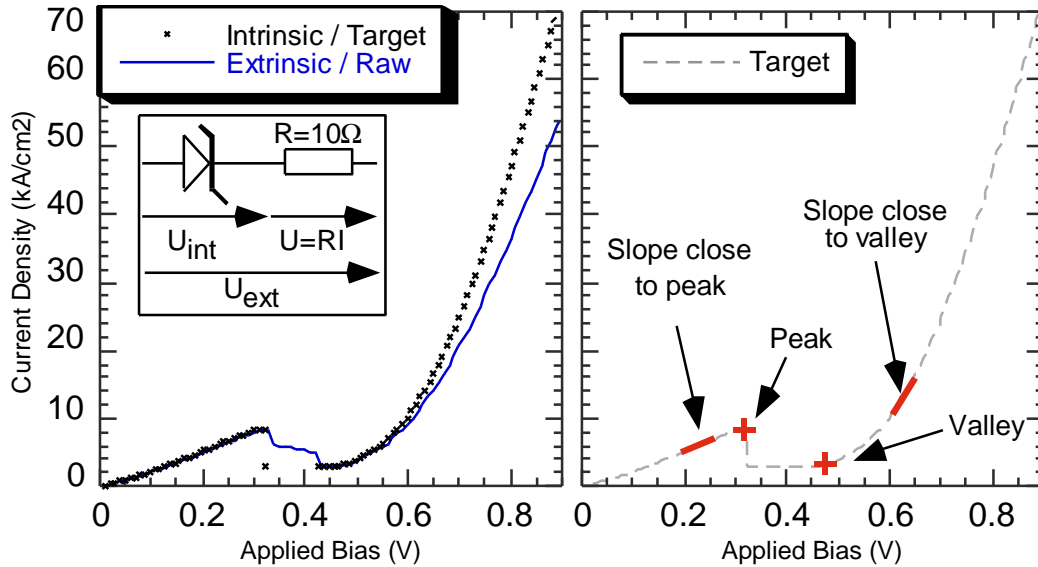 Intrinsic / Target
Extrinsic / Raw
R=10Ω
U_int
U=RI
U_ext
Current Density (kA/cm2)
70
60
50
40
30
20
10
0
0
0.2
0.4
0.6
0.8
Applied Bias (V)
Target
Slope close
to peak
Peak
Slope close
to valley
Valley
0
0.2
0.4
0.6
0.8
Applied Bias (V)